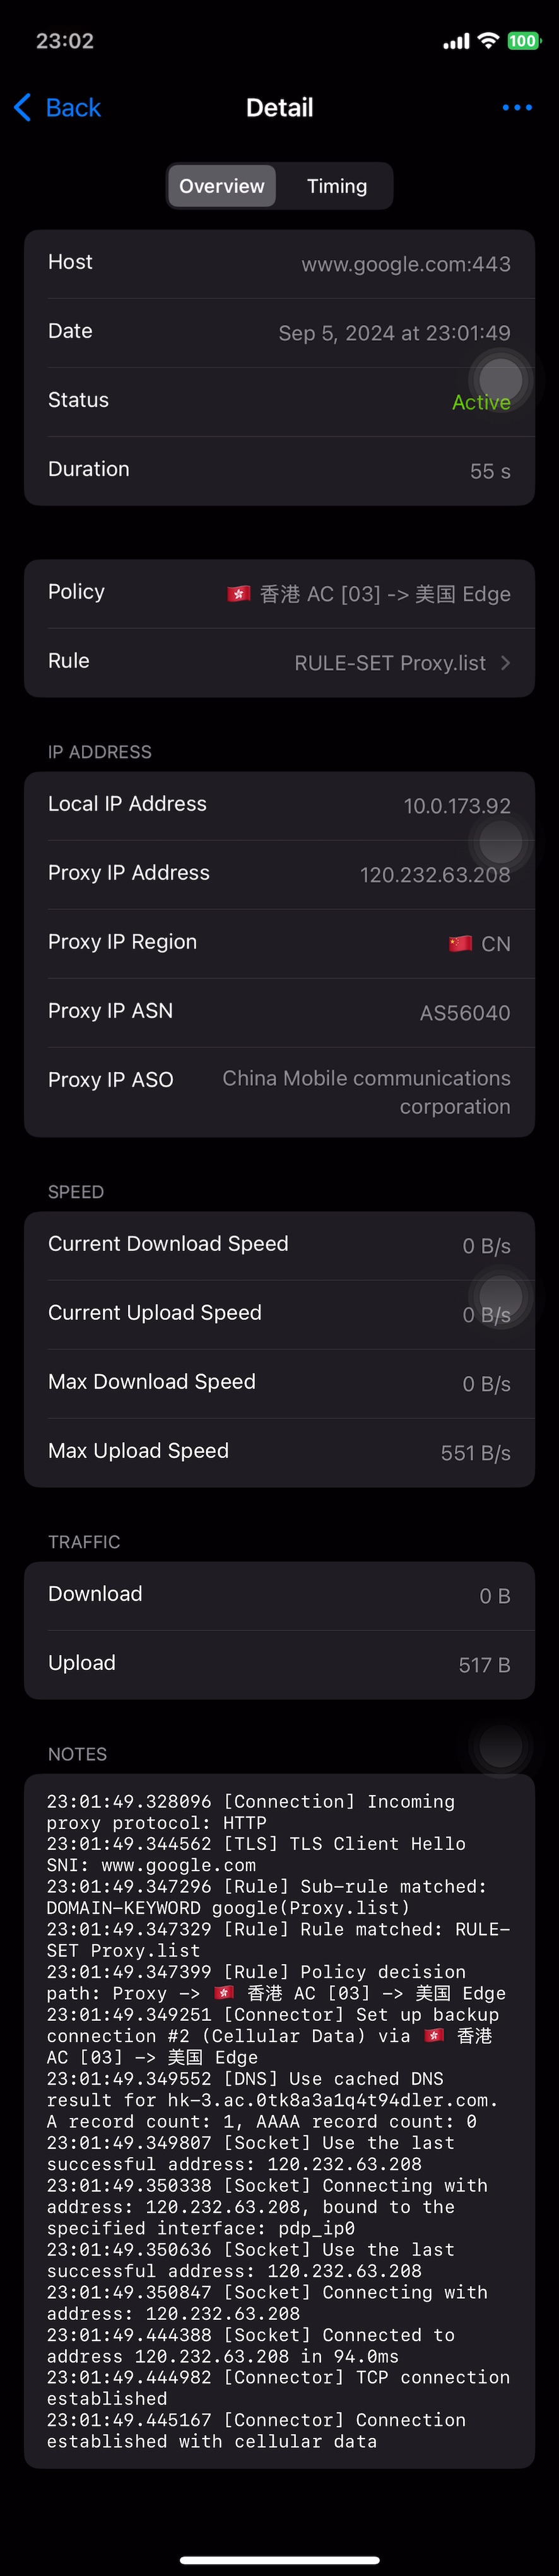 23:02
100
Back
Detail
Overview
Timing
Host
www.google.com:443
Date
Sep 5, 2024 at 23:01:49
Status
Active
Duration
55 s
Policy
🇭🇰 香港 AC [03] -> 美国 Edge
Rule
RULE-SET Proxy.list
IP ADDRESS
Local IP Address
10.0.173.92
Proxy IP Address
120.232.63.208
Proxy IP Region
🇨🇳 CN
Proxy IP ASN
AS56040
Proxy IP ASO
China Mobile communications
corporation
SPEED
Current Download Speed
0 B/s
Current Upload Speed
0 B/s
Max Download Speed
0 B/s
Max Upload Speed
551 B/s
TRAFFIC
Download
0 B
Upload
517 B
NOTES
23:01:49.328096 [Connection] Incoming
proxy protocol: HTTP
23:01:49.344562 [TLS] TLS Client Hello
SNI: www.google.com
23:01:49.347296 [Rule] Sub-rule matched:
DOMAIN-KEYWORD google(Proxy.list)
23:01:49.347329 [Rule] Rule matched: RULE-
SET Proxy.list
23:01:49.347399 [Rule] Policy decision
path: Proxy -> 🇭🇰 香港 AC [03] -> 美国 Edge
23:01:49.349251 [Connector] Set up backup
connection #2 (Cellular Data) via 🇭🇰 香港
AC [03] -> 美国 Edge
23:01:49.349552 [DNS] Use cached DNS
result for hk-3.ac.0tk8a3a1q4t94dler.com.
A record count: 1, AAAA record count: 0
23:01:49.349807 [Socket] Use the last
successful address: 120.232.63.208
23:01:49.350338 [Socket] Connecting with
address: 120.232.63.208, bound to the
specified interface: pdp_ip0
23:01:49.350636 [Socket] Use the last
successful address: 120.232.63.208
23:01:49.350847 [Socket] Connecting with
address: 120.232.63.208
23:01:49.444388 [Socket] Connected to
address 120.232.63.208 in 94.0ms
23:01:49.444982 [Connector] TCP connection
established
23:01:49.445167 [Connector] Connection
established with cellular data